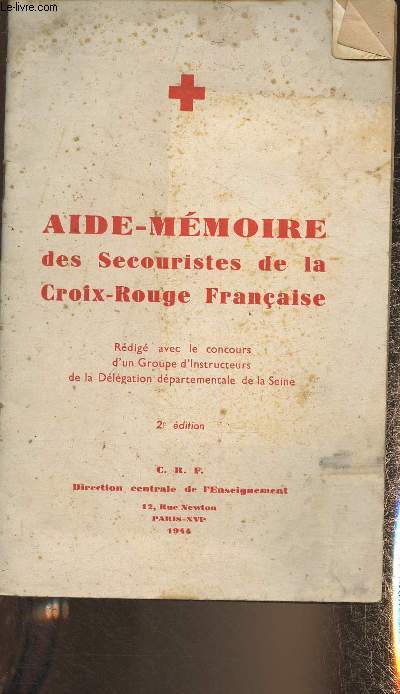 Le-livre.com
AIDE-MÉMOIRE
des Secouristes de la
Croix-Rouge Française
Rédigé avec le concours
d'un Groupe d'Instructeurs
de la Délégation départementale de la Seine
2e édition
C. R. F.
Direction centrale de l'Enseignement
12, Rue Newton
PARIS-XVIe
1944